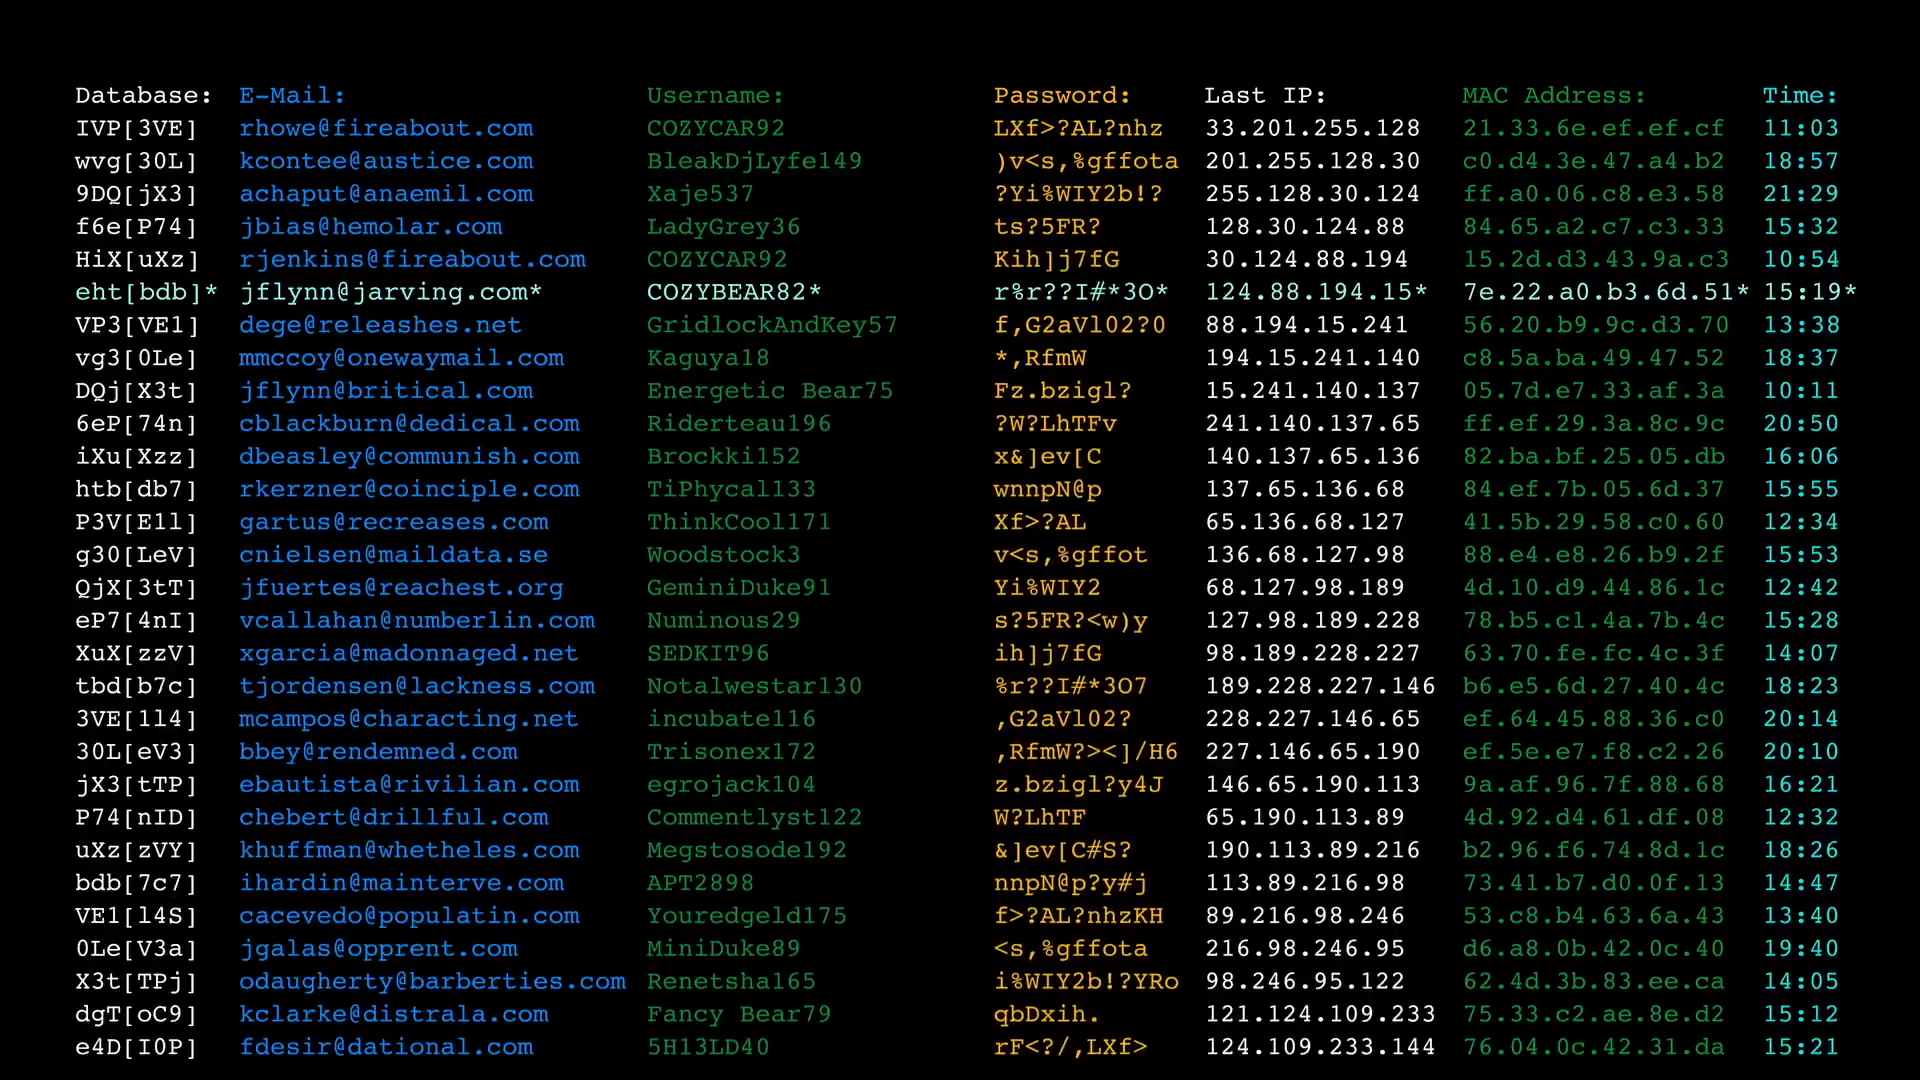 Database: E-Mail: Username: Password: Last IP: MAC Address: Time:
IVP[3VE] rhowe@fireabout.com COZYCAR92 LXf>?AL?nhz 33.201.255.128 21.33.6e.ef.ef.cf 11:03
wvg[30L] kcontee@austice.com BleakDjLyfe149 )v<s,%gffota 201.255.128.30 c0.d4.3e.47.a4.b2 18:57
9DQ[jX3] achaput@anaemil.com Xaje537 ?Yi%WIY2b!? 255.128.30.124 ff.a0.06.c8.e3.58 21:29
f6e[P74] jbias@hemolar.com LadyGrey36 ts?5FR? 128.30.124.88 84.65.a2.c7.c3.33 15:32
HiX[uXz] rjenkins@fireabout.com COZYCAR92 Kih]j7fG 30.124.88.194 15.2d.d3.43.9a.c3 10:54
eht[bdb]* jflynn@jarving.com* COZYBEAR82* r%r??I#*3O* 124.88.194.15* 7e.22.a0.b3.6d.51* 15:19*
VP3[VE1] dege@releashes.net GridlockAndKey57 f,G2aVl02?0 88.194.15.241 56.20.b9.9c.d3.70 13:38
vg3[0Le] mmccoy@onewaymail.com Kaguya18 *,RfmW 194.15.241.140 c8.5a.ba.49.47.52 18:37
DQj[X3t] jflynn@britical.com Energetic Bear75 Fz.bzigl? 15.241.140.137 05.7d.e7.33.af.3a 10:11
6eP[74n] cblackburn@dedical.com Riderteau196 ?W?LhTFv 241.140.137.65 ff.ef.29.3a.8c.9c 20:50
iXu[Xzz] dbeasley@communish.com Brockki152 x&]ev[C 140.137.65.136 82.ba.bf.25.05.db 16:06
htb[db7] rkerzner@coinciple.com TiPhycal133 wnnpN@p 137.65.136.68 84.ef.7b.05.6d.37 15:55
P3V[E1l] gartus@recreases.com ThinkCool171 Xf>?AL 65.136.68.127 41.5b.29.58.c0.60 12:34
g30[LeV] cnielsen@maildata.se Woodstock3 v<s,%gffot 136.68.127.98 88.e4.e8.26.b9.2f 15:53
QjX[3tT] jfuertes@reachest.org GeminiDuke91 Yi%WIY2 68.127.98.189 4d.10.d9.44.86.1c 12:42
eP7[4nI] vcallahan@numberlin.com Numinous29 s?5FR?<w)y 127.98.189.228 78.b5.c1.4a.7b.4c 15:28
XuX[zzV] xgarcia@madonnaged.net SEDKIT96 ih]j7fG 98.189.228.227 63.70.fe.fc.4c.3f 14:07
tbd[b7c] tjordensen@lackness.com Notalwestar130 %r??I#*3O7 189.228.227.146 b6.e5.6d.27.40.4c 18:23
3VE[1l4] mcampos@characting.net incubate116 ,G2aVl02? 228.227.146.65 ef.64.45.88.36.c0 20:14
30L[eV3] bbey@rendemned.com Trisonex172 ,RfmW?><]/H6 227.146.65.190 ef.5e.e7.f8.c2.26 20:10
jX3[tTP] ebautista@rivilian.com egrojack104 z.bzigl?y4J 146.65.190.113 9a.af.96.7f.88.68 16:21
P74[nID] chebert@drillful.com Commentlyst122 W?LhTF 65.190.113.89 4d.92.d4.61.df.08 12:32
uXz[zVY] khuffman@whetheles.com Megstosode192 &]ev[C#S? 190.113.89.216 b2.96.f6.74.8d.1c 18:26
bdb[7c7] ihardin@mainterve.com APT2898 nnpN@p?y#j 113.89.216.98 73.41.b7.d0.0f.13 14:47
VE1[l4S] cacevedo@populatin.com Youredgeld175 f>?AL?nhzKH 89.216.98.246 53.c8.b4.63.6a.43 13:40
0Le[V3a] jgalas@opprent.com MiniDuke89 <s,%gffota 216.98.246.95 d6.a8.0b.42.0c.40 19:40
X3t[TPj] odaugherty@barberties.com Renetsha165 i%WIY2b!?YRo 98.246.95.122 62.4d.3b.83.ee.ca 14:05
dgT[oC9] kclarke@distrala.com Fancy Bear79 qbDxih. 121.124.109.233 75.33.c2.ae.8e.d2 15:12
e4D[I0P] fdesir@dational.com 5H13LD40 rF<?/,LXf> 124.109.233.144 76.04.0c.42.31.da 15:21